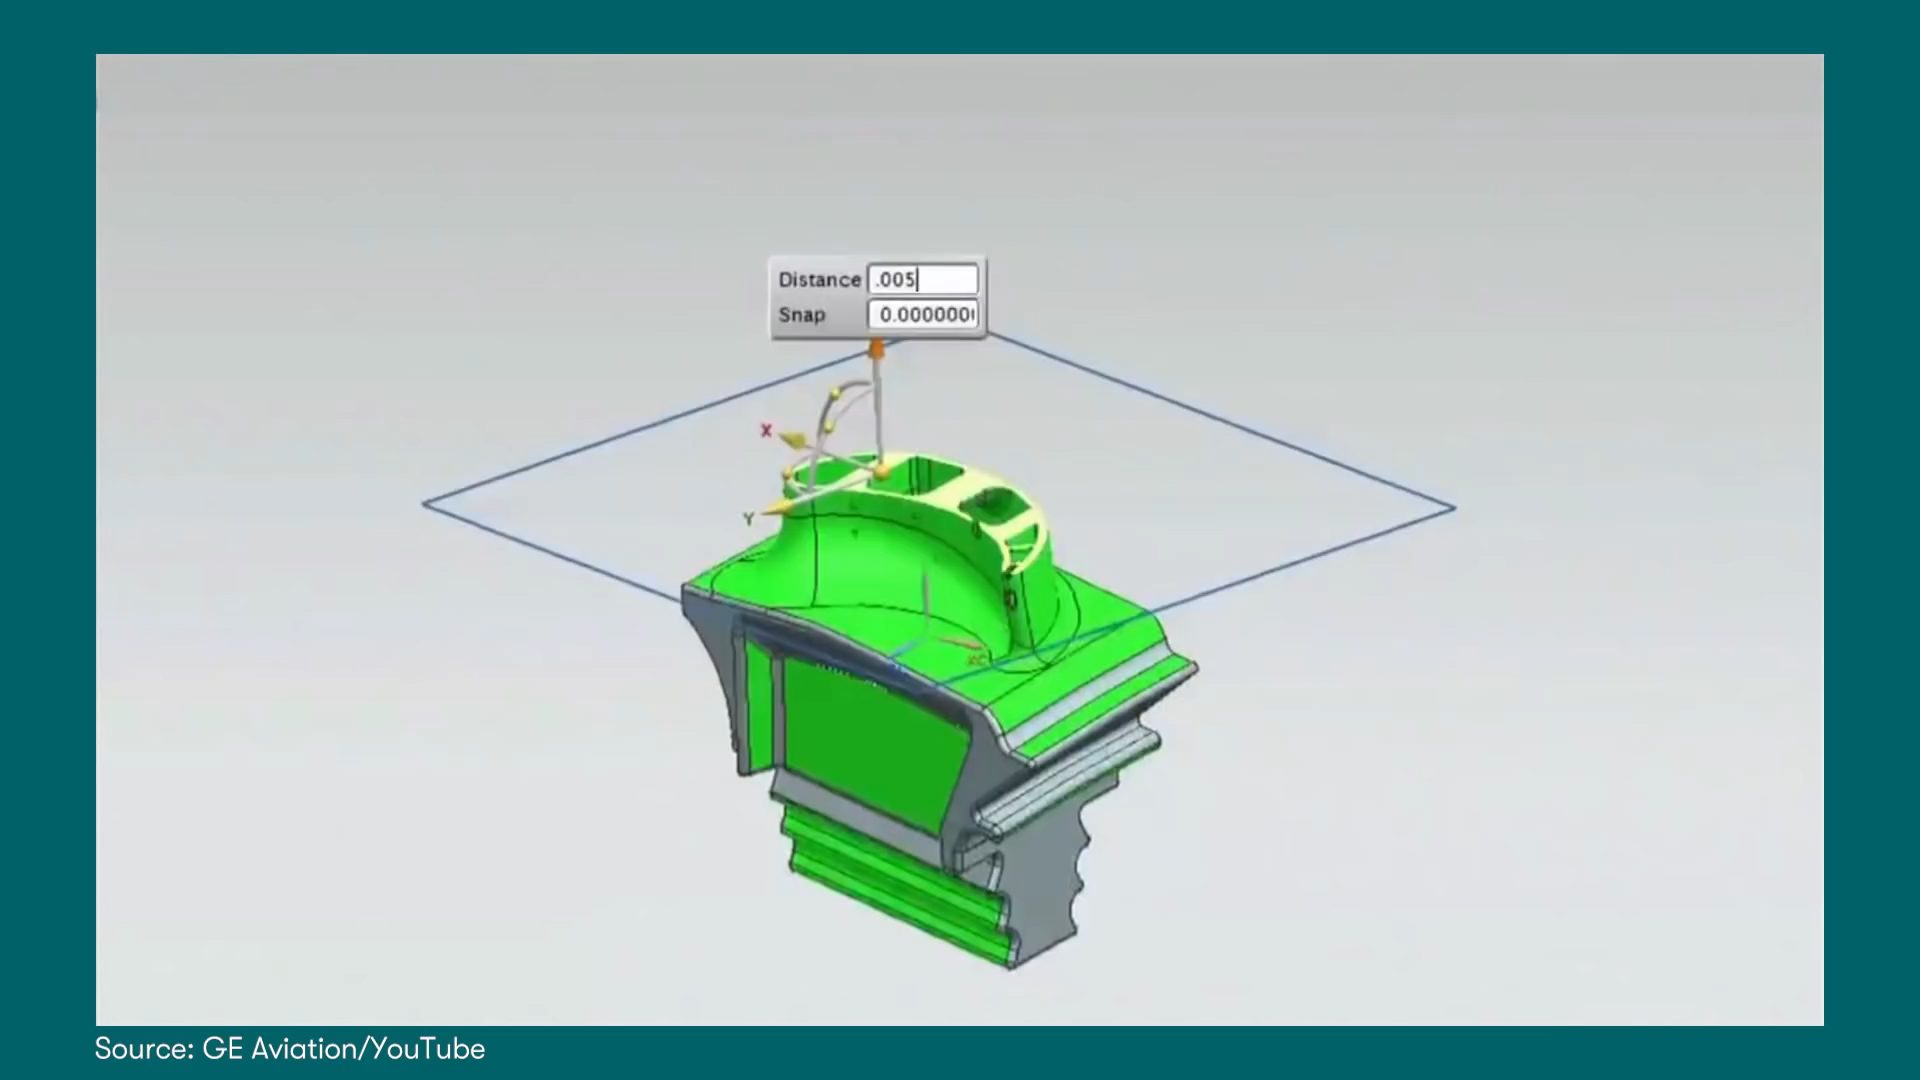 Distance .005
Snap 0.000000
X
Y
Source: GE Aviation/YouTube